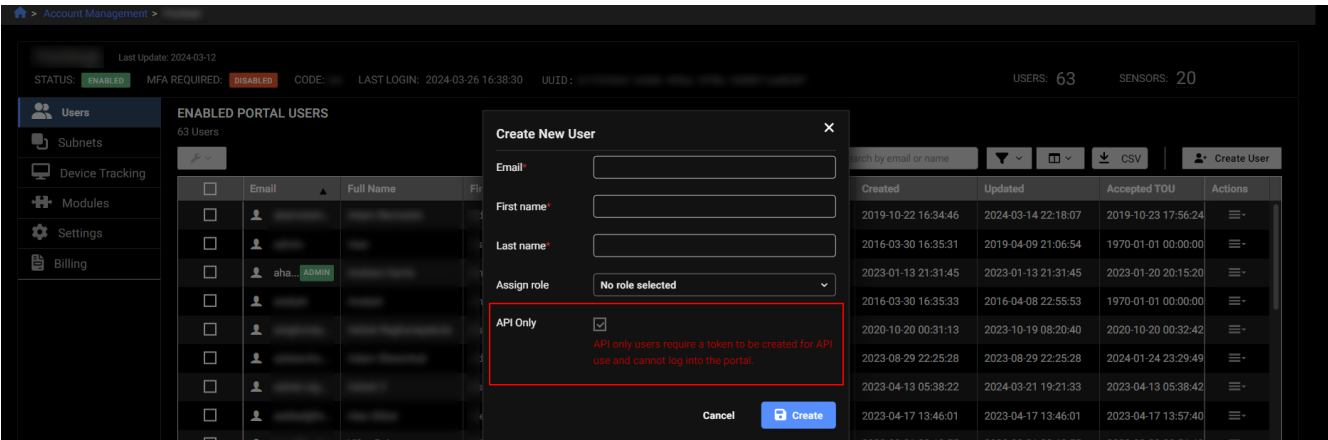 > Account Management >
Last Update: 2024-03-12
STATUS: ENABLED MFA REQUIRED: DISABLED CODE: LAST LOGIN: 2024-03-26 16:38:30 UUID: USERS: 63 SENSORS: 20
Users
Subnets
Device Tracking
Modules
Settings
Billing
ENABLED PORTAL USERS
63 Users
by email or name
CSV
Create User
Email Full Name Created Updated Accepted TOU Actions
2019-10-22 16:34:46 2024-03-14 22:18:07 2019-10-23 17:56:24
2016-03-30 16:35:31 2019-04-09 21:06:54 1970-01-01 00:00:00
aha... ADMIN 2023-01-13 21:31:45 2023-01-13 21:31:45 2023-01-20 20:15:20
2016-03-30 16:35:33 2016-04-08 22:55:53 1970-01-01 00:00:00
2020-10-20 00:31:13 2023-10-19 08:20:40 2020-10-20 00:32:42
2023-08-29 22:25:28 2023-08-29 22:25:28 2024-01-24 23:29:49
2023-04-13 05:38:22 2024-03-21 19:21:33 2023-04-13 05:38:42
2023-04-17 13:46:01 2023-04-17 13:46:01 2023-04-17 13:57:40
Create New User
Email*
First name*
Last name*
Assign role No role selected
API Only
API only users require a token to be created for API
use and cannot log into the portal.
Cancel Create